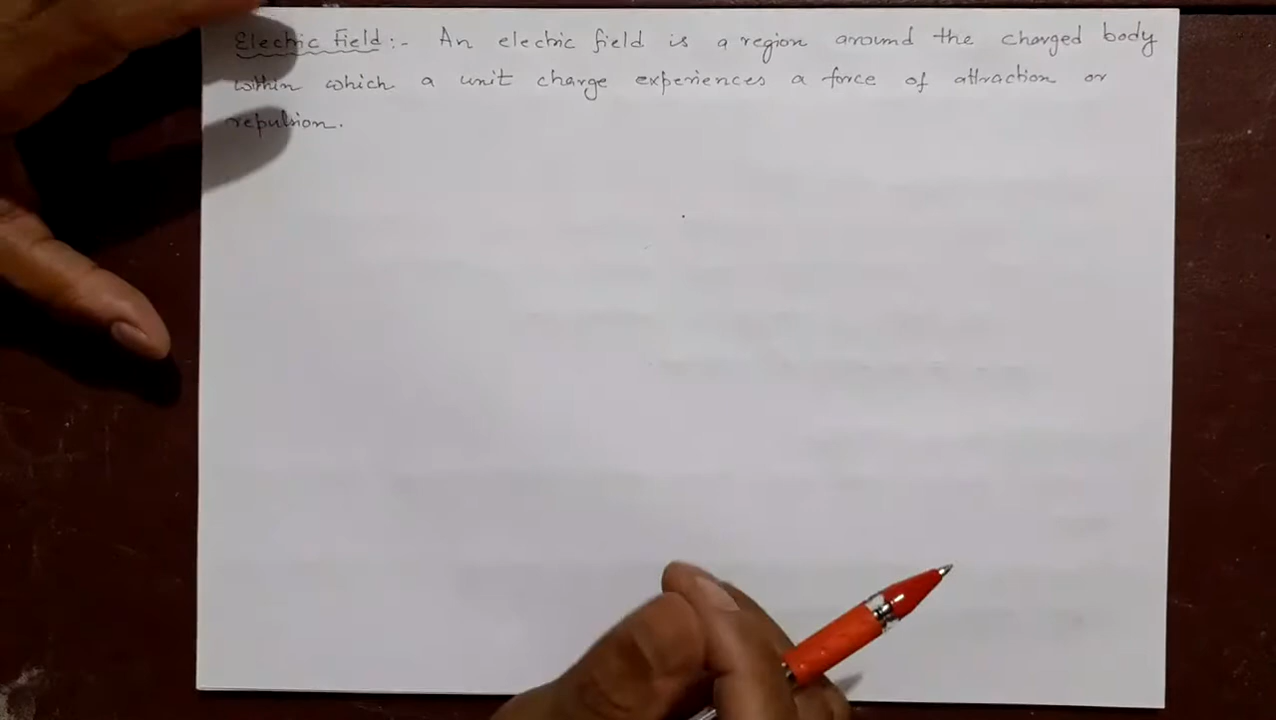 Electric Field :- An electric field is a region around the charged body
within which a unit charge experiences a force of attraction or
repulsion.